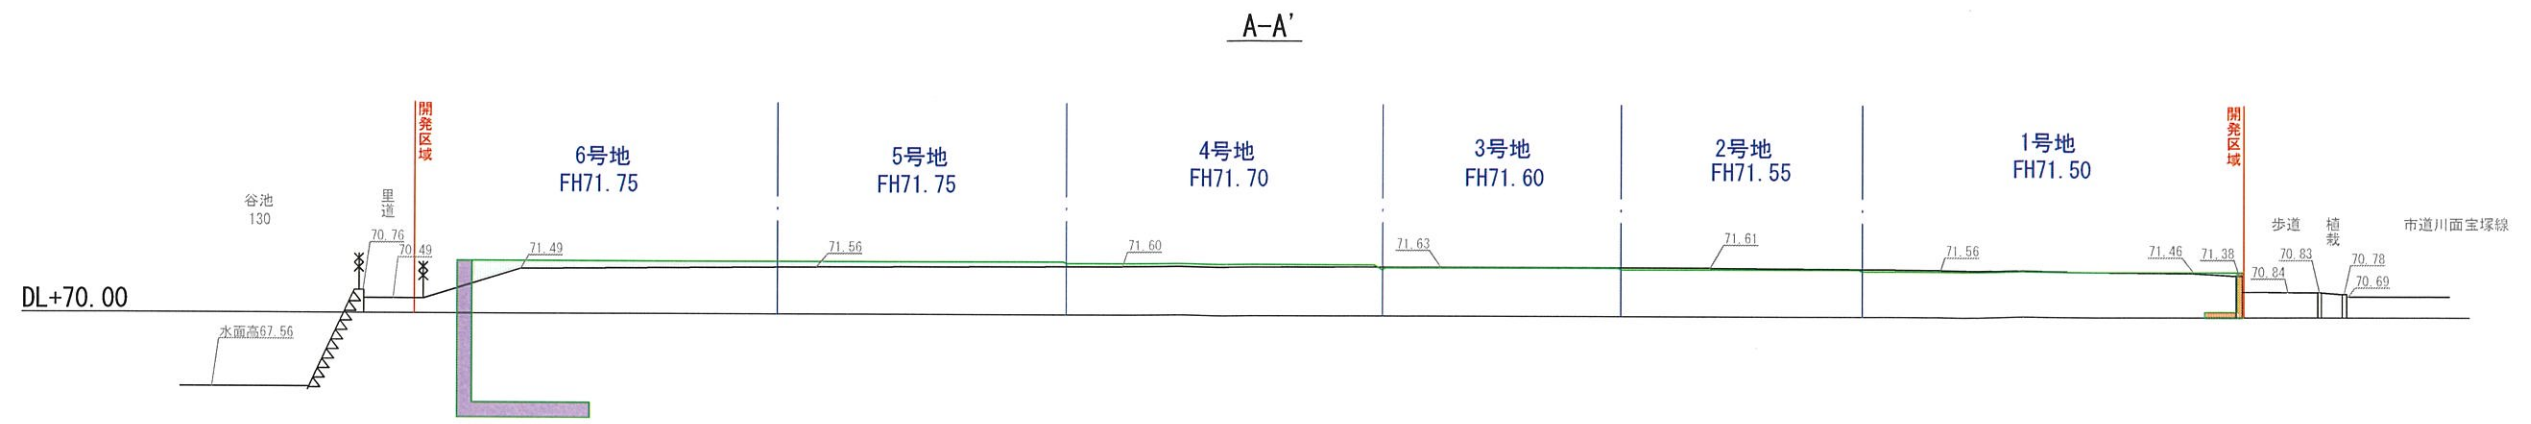 A-A'
開発区域
6号地
FH71.75
5号地
FH71.75
4号地
FH71.70
3号地
FH71.60
2号地
FH71.55
1号地
FH71.50
開発区域
谷池
130
里道
歩道
植栽
市道川面宝塚線
70.76
70.49
71.49
71.56
71.60
71.63
71.61
71.56
71.46
71.38
70.84
70.83
70.78
70.69
DL+70.00
水面高67.56